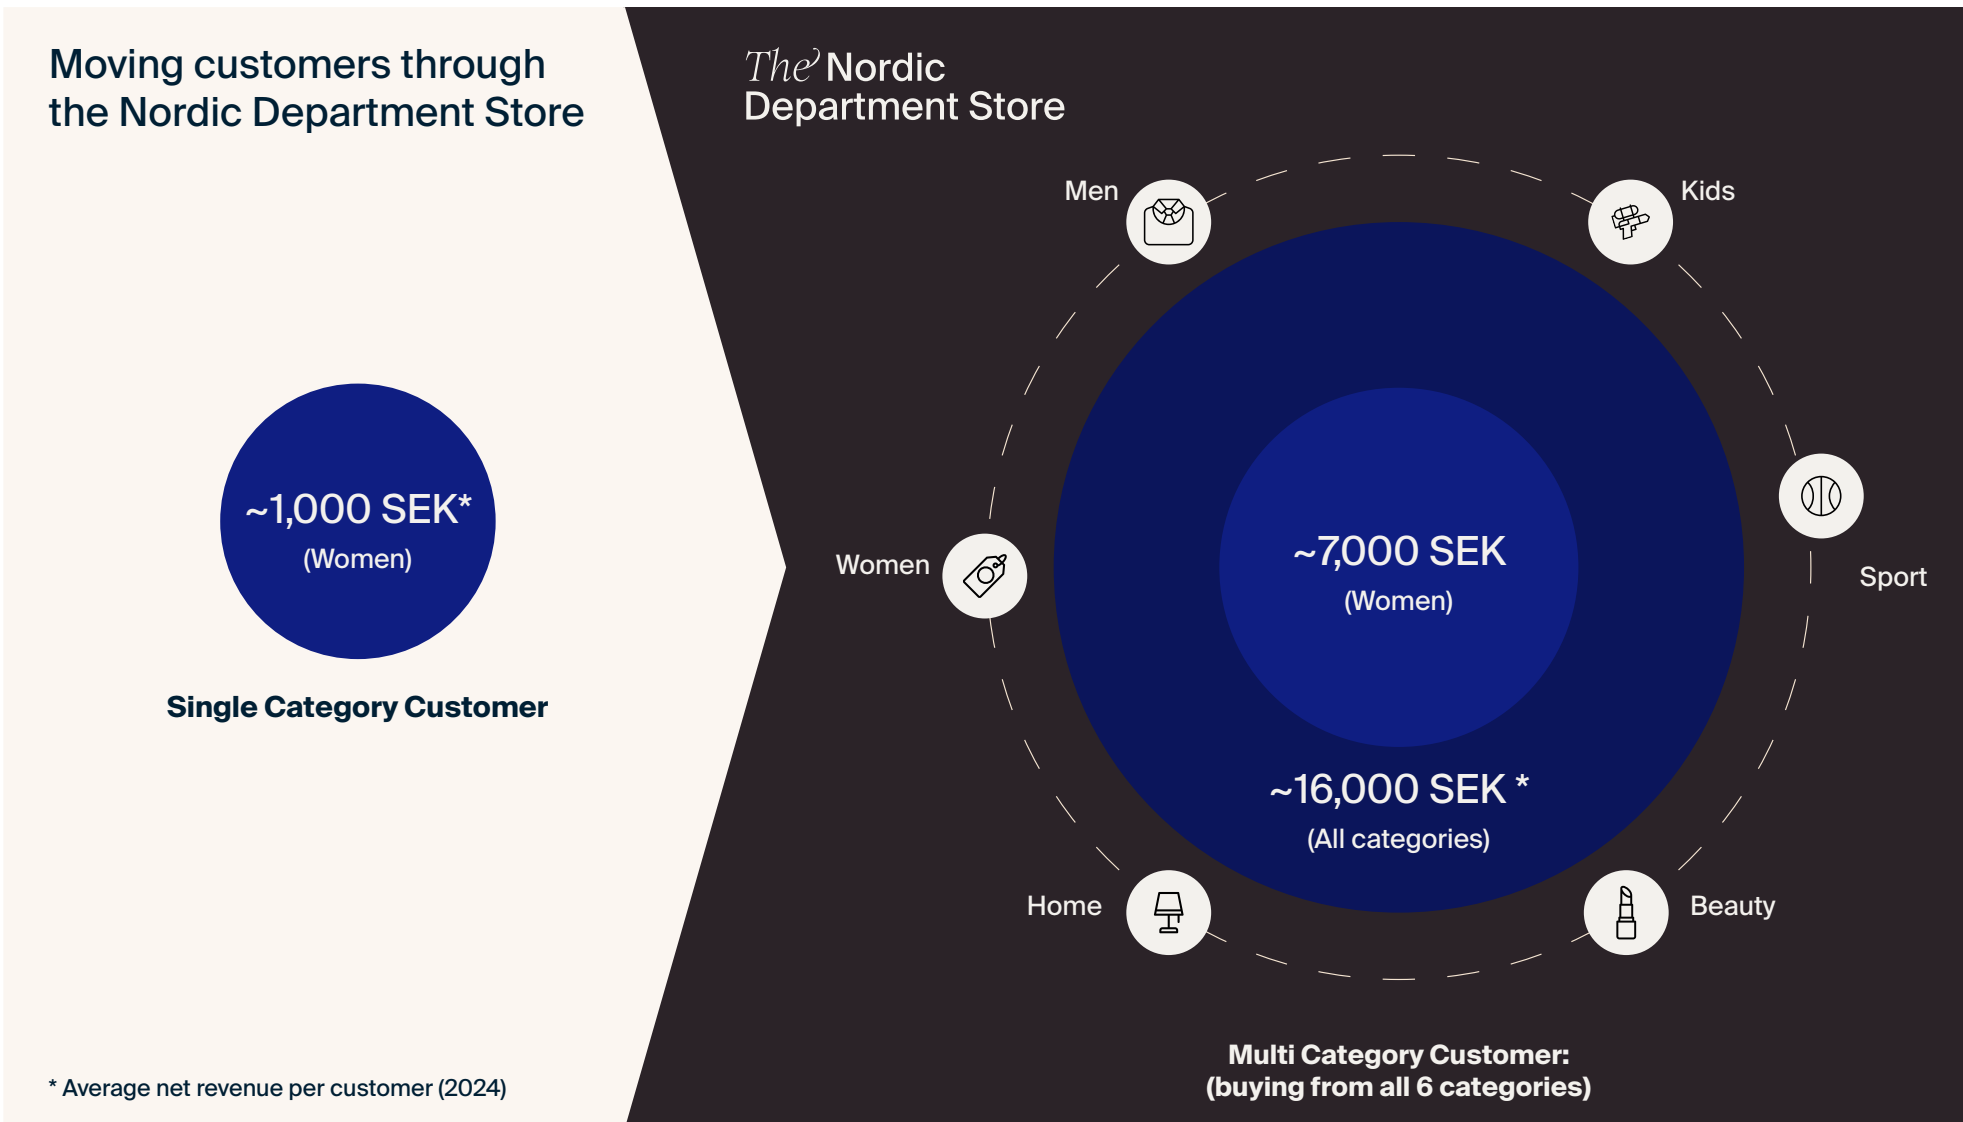 Moving customers through
the Nordic Department Store
~1,000 SEK*
(Women)
Single Category Customer
* Average net revenue per customer (2024)
The Nordic
Department Store
Men
Kids
Women
Sport
~7,000 SEK
(Women)
~16,000 SEK *
(All categories)
Home
Beauty
Multi Category Customer:
(buying from all 6 categories)